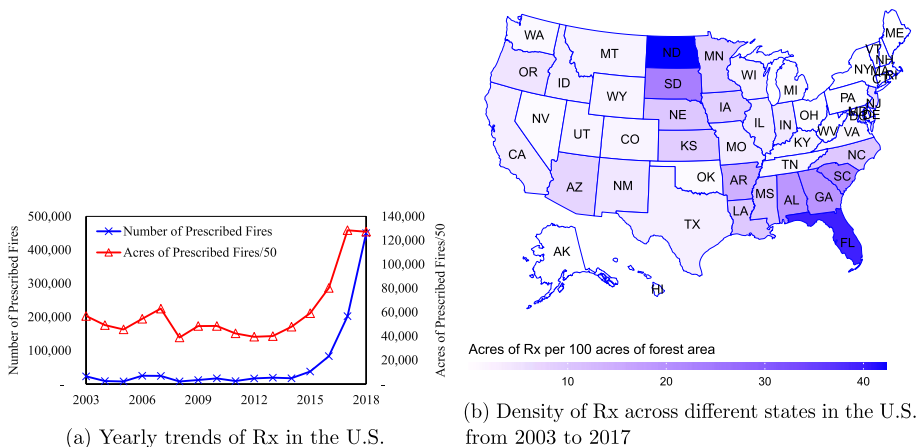 500,000
400,000
300,000
200,000
100,000
-
Number of Prescribed Fires
Number of Prescribed Fires
Acres of Prescribed Fires/50
140,000
120,000
100,000
80,000
60,000
40,000
20,000
-
Acres of Prescribed Fires/50
2003 2006 2009 2012 2015 2018
(a) Yearly trends of Rx in the U.S.
WA
MT
ND
MN
ME
VT
NH
OR
ID
SD
WI
NY
MA
CT
RI
WY
MI
IA
PA
NJ
NE
NV
OH
DE
UT
CO
IL
IN
WV
VA
KS
MO
KY
CA
TN
NC
OK
AZ
NM
AR
SC
MS
AL
GA
LA
TX
FL
AK
HI
Acres of Rx per 100 acres of forest area
10 20 30 40
(b) Density of Rx across different states in the U.S.
from 2003 to 2017